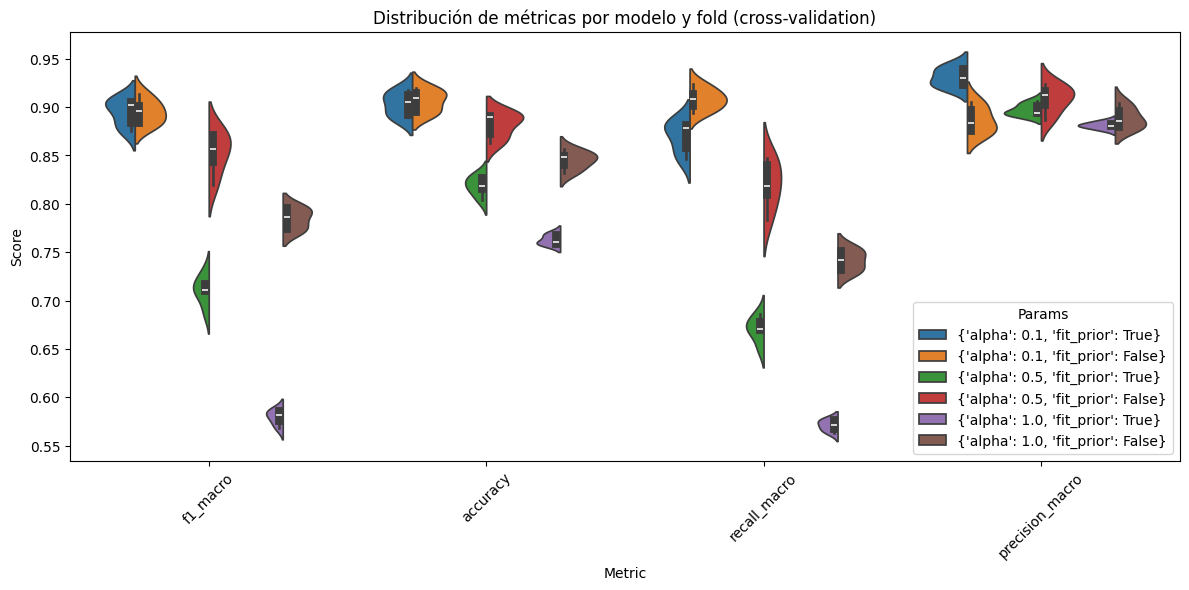 Distribución de métricas por modelo y fold (cross-validation)
Score
0.95
0.90
0.85
0.80
0.75
0.70
0.65
0.60
0.55
Params
{'alpha': 0.1, 'fit_prior': True}
{'alpha': 0.1, 'fit_prior': False}
{'alpha': 0.5, 'fit_prior': True}
{'alpha': 0.5, 'fit_prior': False}
{'alpha': 1.0, 'fit_prior': True}
{'alpha': 1.0, 'fit_prior': False}
f1_macro
accuracy
recall_macro
precision_macro
Metric